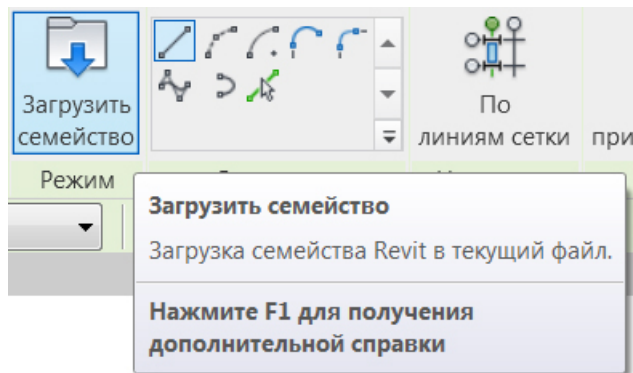 Загрузить
семейство
По
линиям сетки
при
Режим
Загрузить семейство
Загрузка семейства Revit в текущий файл.
Нажмите F1 для получения
дополнительной справки